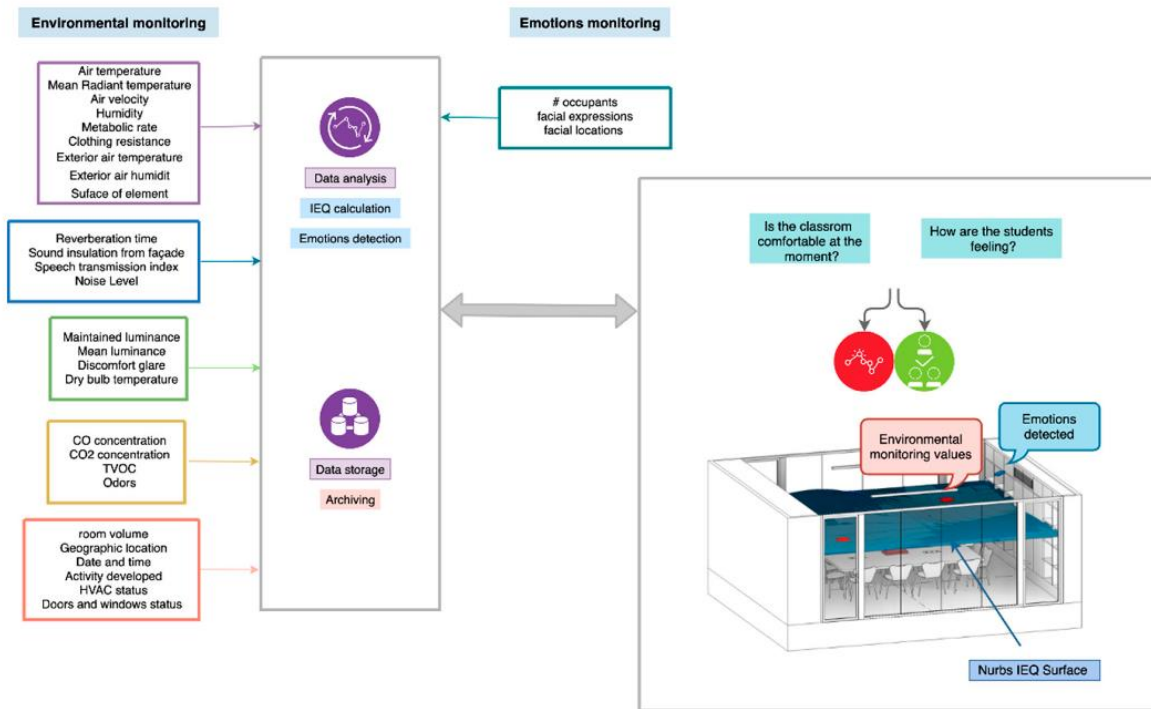 Environmental monitoring
Emotions monitoring
Air temperature
Mean Radiant temperature
Air velocity
Humidity
Metabolic rate
Clothing resistance
Exterior air temperature
Exterior air humidit
Suface of element
Reverberation time
Sound insulation from façade
Speech transmission index
Noise Level
Maintained luminance
Mean luminance
Discomfort glare
Dry bulb temperature
CO concentration
CO2 concentration
TVOC
Odors
room volume
Geographic location
Date and time
Activity developed
HVAC status
Doors and windows status
Data analysis
IEQ calculation
Emotions detection
Data storage
Archiving
# occupants
facial expressions
facial locations
Is the classrom
comfortable at the
moment?
How are the students
feeling?
Environmental
monitoring values
Emotions
detected
Nurbs IEQ Surface